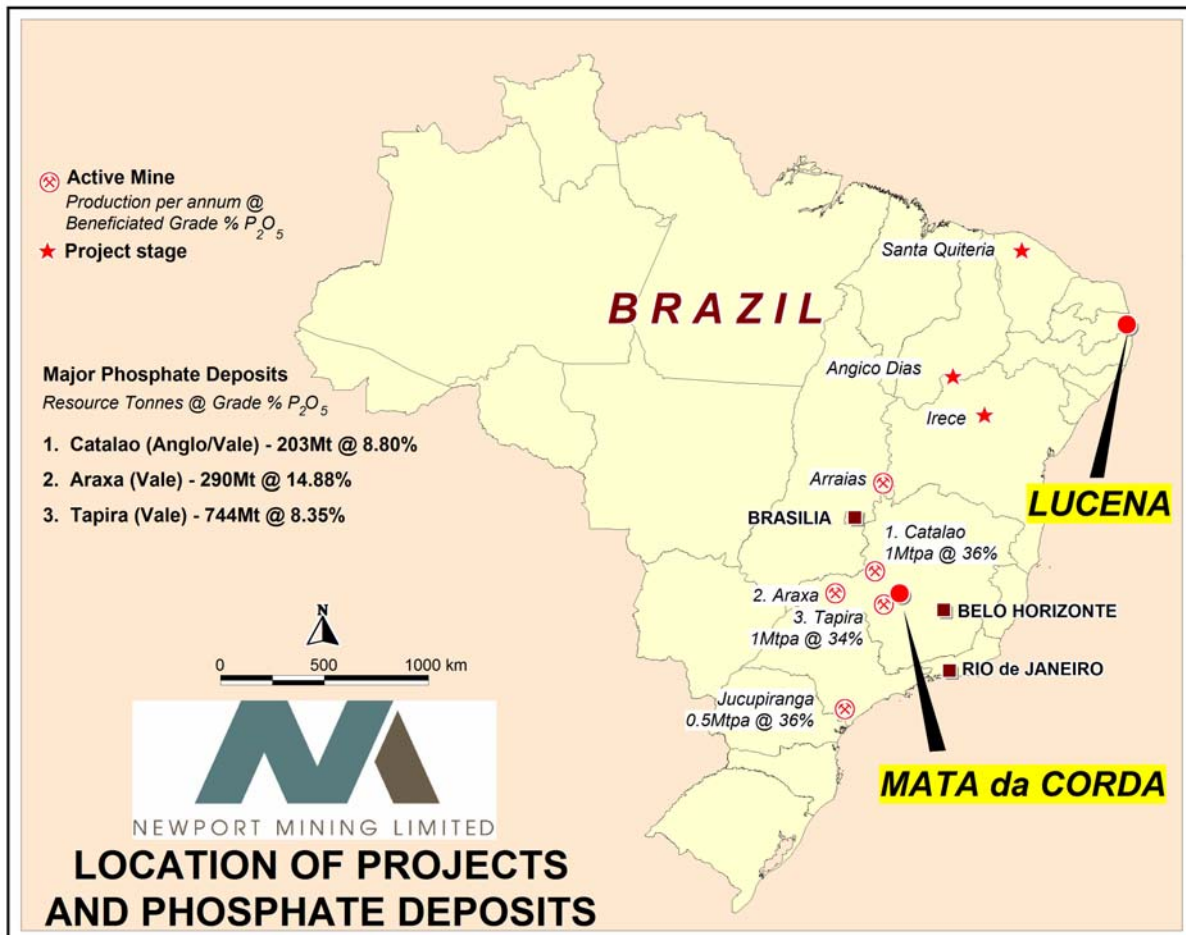 Active Mine
Production per annum @
Beneficiated Grade % P2O5
Project stage
Major Phosphate Deposits
Resource Tonnes @ Grade % P2O5
1. Catalao (Anglo/Vale) - 203Mt @ 8.80%
2. Araxa (Vale) - 290Mt @ 14.88%
3. Tapira (Vale) - 744Mt @ 8.35%
BRAZIL
Santa Quiteria
Angico Dias
Irece
LUCENA
Arraias
BRASILIA
1. Catalao
1Mtpa @ 36%
2. Araxa
3. Tapira
1Mtpa @ 34%
BELO HORIZONTE
RIO de JANEIRO
Jucupiranga
0.5Mtpa @ 36%
MATA da CORDA
N
0 500 1000 km
NEWPORT MINING LIMITED
LOCATION OF PROJECTS
AND PHOSPHATE DEPOSITS